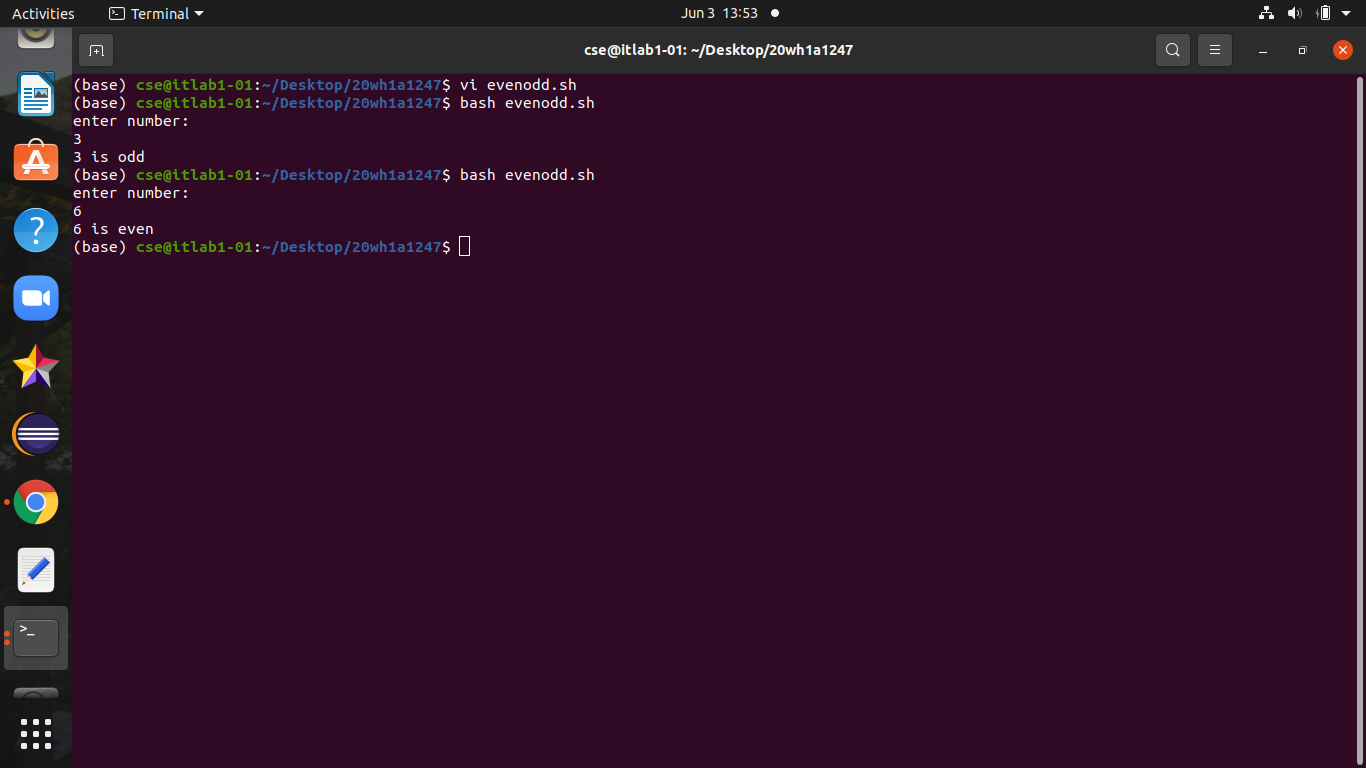 Activities
Terminal
Jun 3 13:53
cse@itlab1-01: ~/Desktop/20wh1a1247
(base) cse@itlab1-01:~/Desktop/20wh1a1247$ vi evenodd.sh
(base) cse@itlab1-01:~/Desktop/20wh1a1247$ bash evenodd.sh
enter number:
3
3 is odd
(base) cse@itlab1-01:~/Desktop/20wh1a1247$ bash evenodd.sh
enter number:
6
6 is even
(base) cse@itlab1-01:~/Desktop/20wh1a1247$